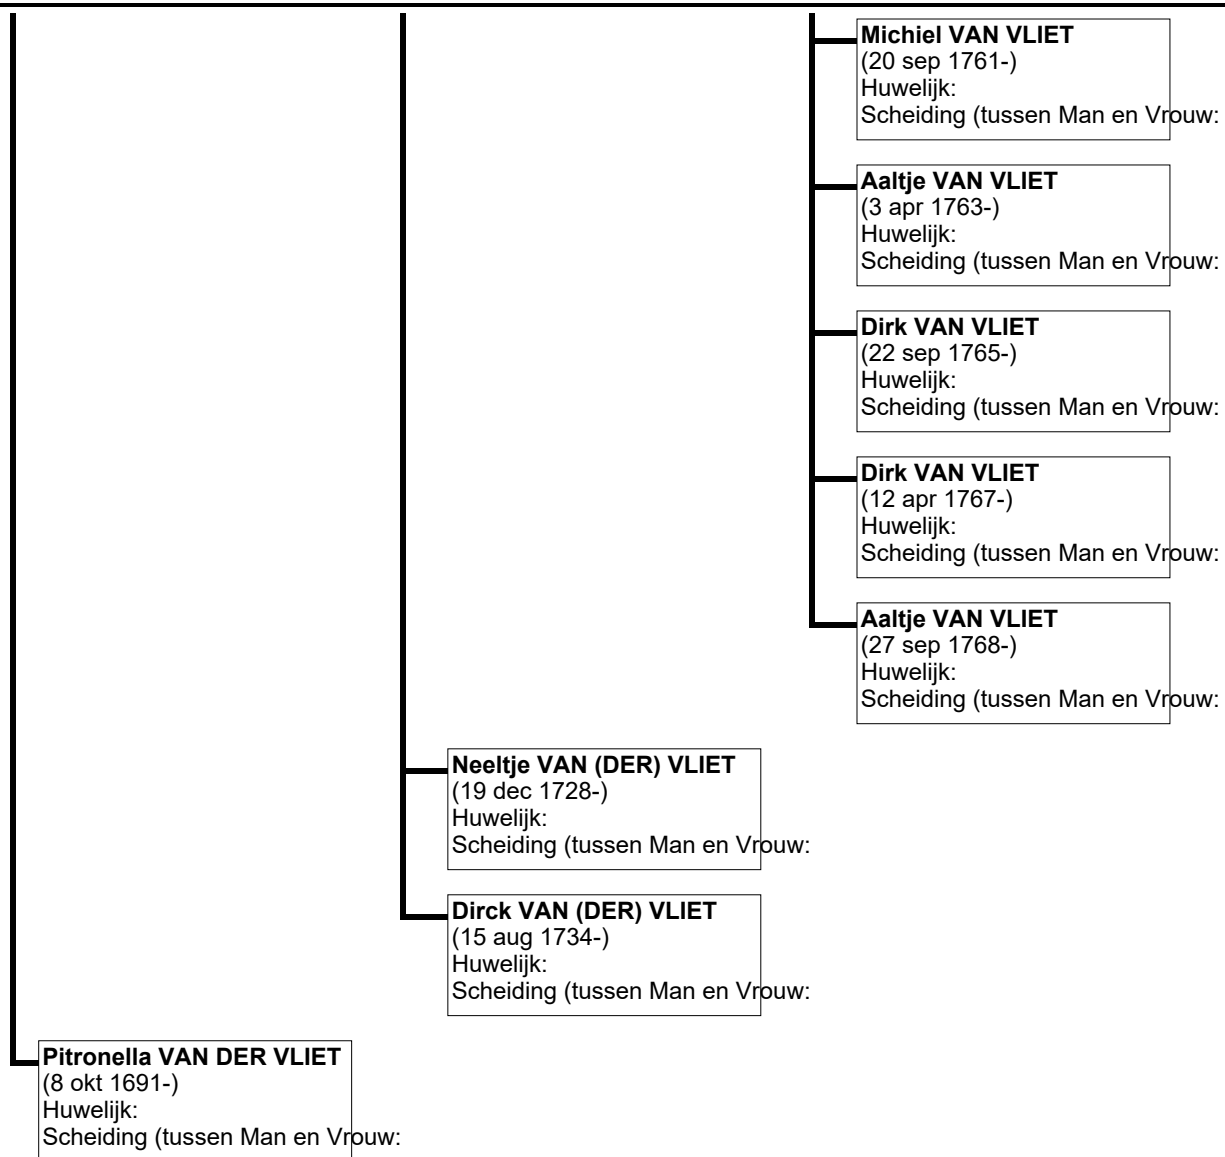 Michiel VAN VLIET
(20 sep 1761-)
Huwelijk:
Scheiding (tussen Man en Vrouw:
Aaltje VAN VLIET
(3 apr 1763-)
Huwelijk:
Scheiding (tussen Man en Vrouw:
Dirk VAN VLIET
(22 sep 1765-)
Huwelijk:
Scheiding (tussen Man en Vrouw:
Dirk VAN VLIET
(12 apr 1767-)
Huwelijk:
Scheiding (tussen Man en Vrouw:
Aaltje VAN VLIET
(27 sep 1768-)
Huwelijk:
Scheiding (tussen Man en Vrouw:
Neeltje VAN (DER) VLIET
(19 dec 1728-)
Huwelijk:
Scheiding (tussen Man en Vrouw:
Dirck VAN (DER) VLIET
(15 aug 1734-)
Huwelijk:
Scheiding (tussen Man en Vrouw:
Pitronella VAN DER VLIET
(8 okt 1691-)
Huwelijk:
Scheiding (tussen Man en Vrouw: